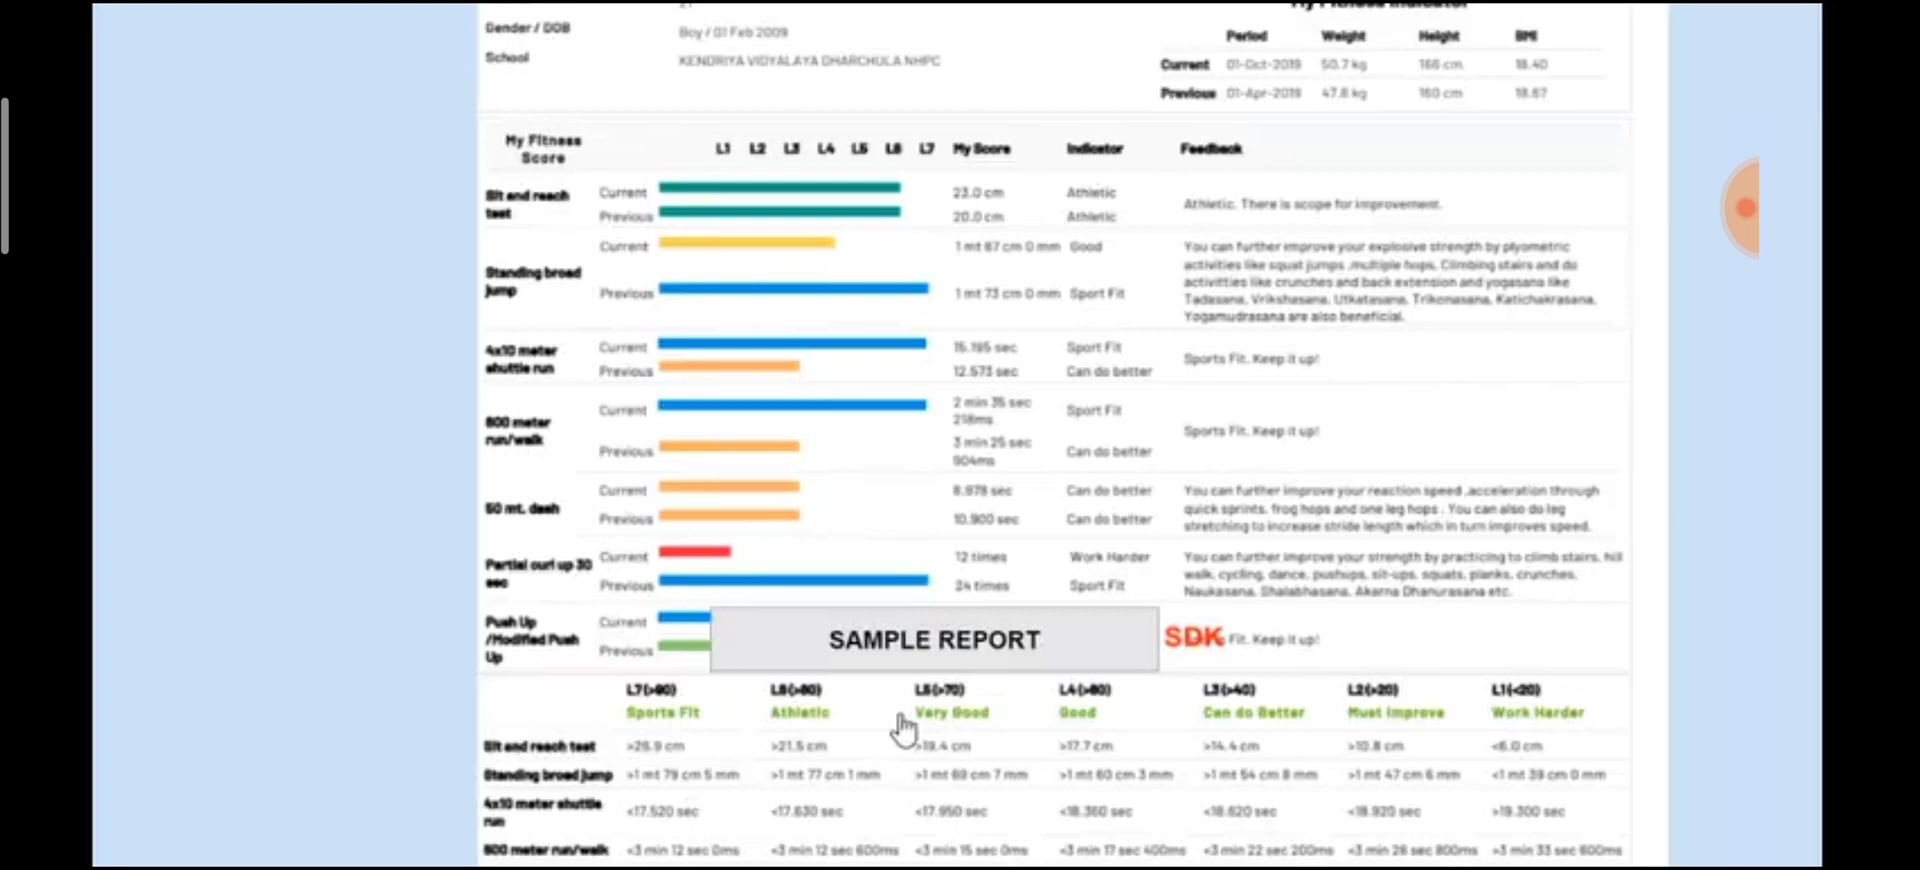 My Fitness Indicator
Gender / DOB Boy / 01 Feb 2009
School KENDRIYA VIDYALAYA DHARCHULA NHPC
Period Weight Height BMI
Current 01-Oct-2019 50.7 kg 166 cm 18.40
Previous 01-Apr-2019 47.8 kg 160 cm 18.67
My Fitness Score L1 L2 L3 L4 L5 L6 L7 My Score Indicator Feedback
Sit and reach test
Current 23.0 cm Athletic
Previous 20.0 cm Athletic
Athletic. There is scope for improvement.
Standing broad jump
Current 1 mt 67 cm 0 mm Good
Previous 1 mt 73 cm 0 mm Sport Fit
You can further improve your explosive strength by plyometric
activities like squat jumps ,multiple hops, Climbing stairs and do
activitties like crunches and back extension and yogasana like
Tadasana, Vrikshasana, Utkatasana, Trikonasana, Katichakrasana,
Yogamudrasana are also beneficial.
4x10 meter shuttle run
Current 15.195 sec Sport Fit
Previous 12.573 sec Can do better
Sports Fit. Keep it up!
600 meter run/walk
Current 2 min 35 sec 218ms Sport Fit
Previous 3 min 25 sec 904ms Can do better
Sports Fit. Keep it up!
50 mt. dash
Current 8.978 sec Can do better
Previous 10.900 sec Can do better
You can further improve your reaction speed ,acceleration through
quick sprints, frog hops and one leg hops . You can also do leg
stretching to increase stride length which in turn improves speed.
Partial curl up 30 sec
Current 12 times Work Harder
Previous 24 times Sport Fit
You can further improve your strength by practicing to climb stairs, hill
walk, cycling, dance, pushups, sit-ups, squats, planks, crunches,
Naukasana, Shalabhasana, Akarna Dhanurasana etc.
Push Up /Modified Push Up
Current
Previous
SAMPLE REPORT
SDK
Fit. Keep it up!
L7(>90) L6(>80) L5(>70) L4(>60) L3(>40) L2(>20) L1(<20)
Sports Fit Athletic Very Good Good Can do Better Must Improve Work Harder
Sit and reach test >26.9 cm >21.5 cm >19.4 cm >17.7 cm >14.4 cm >10.8 cm <6.0 cm
Standing broad jump >1 mt 79 cm 5 mm >1 mt 77 cm 1 mm >1 mt 69 cm 7 mm >1 mt 60 cm 3 mm >1 mt 54 cm 8 mm >1 mt 47 cm 6 mm <1 mt 39 cm 0 mm
4x10 meter shuttle run <17.520 sec <17.630 sec <17.950 sec <18.360 sec <18.620 sec <18.920 sec >19.300 sec
600 meter run/walk <3 min 12 sec 0ms <3 min 12 sec 600ms <3 min 15 sec 0ms <3 min 17 sec 400ms <3 min 22 sec 200ms <3 min 26 sec 800ms >3 min 33 sec 600ms